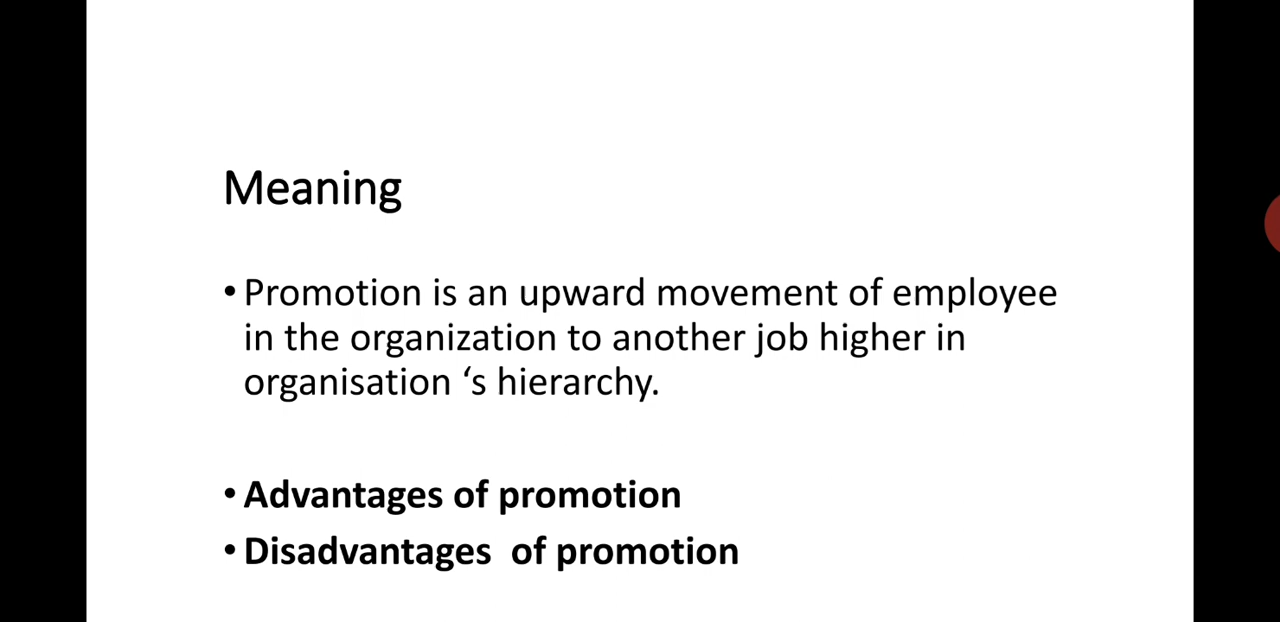 Meaning
• Promotion is an upward movement of employee
in the organization to another job higher in
organisation ‘s hierarchy.
• Advantages of promotion
• Disadvantages  of promotion